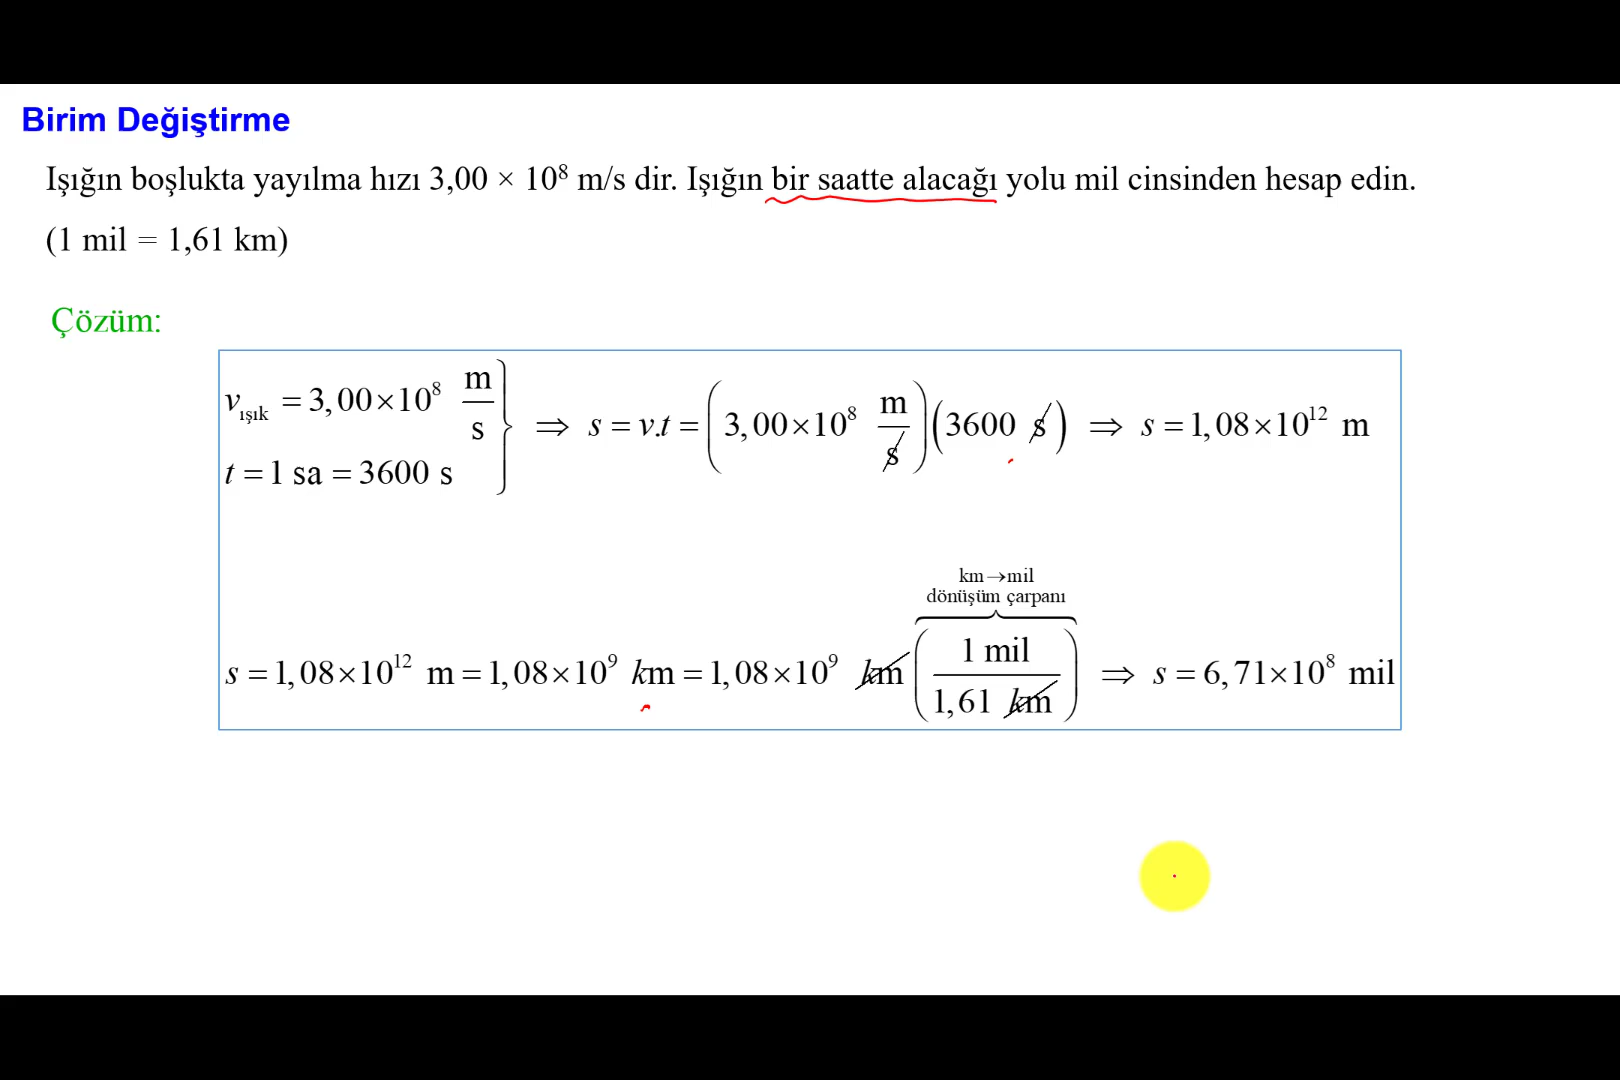 Birim Değiştirme
Işığın boşlukta yayılma hızı 3,00 × 10⁸ m/s dir. Işığın bir saatte alacağı yolu mil cinsinden hesap edin.
(1 mil = 1,61 km)
Çözüm:
v_ışık = 3,00×10⁸ m/s
t = 1 sa = 3600 s
⇒ s = v.t = (3,00×10⁸ m/s)(3600 s) ⇒ s = 1,08×10¹² m
km→mil
dönüşüm çarpanı
s = 1,08×10¹² m = 1,08×10⁹ km = 1,08×10⁹ km (1 mil / 1,61 km) ⇒ s = 6,71×10⁸ mil